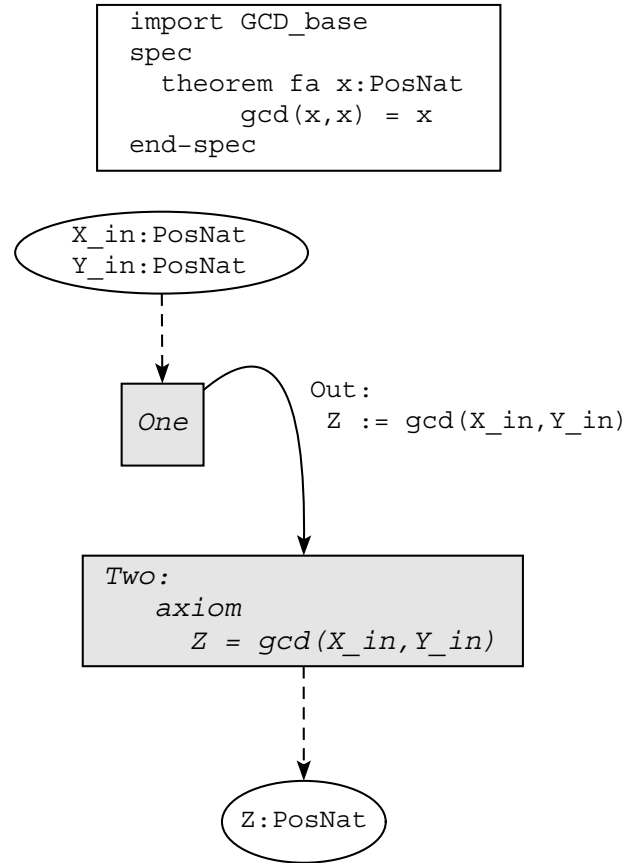 import GCD_base
spec
theorem fa x:PosNat
gcd(x,x) = x
end-spec
X_in:PosNat
Y_in:PosNat
One
Out:
Z := gcd(X_in,Y_in)
Two:
axiom
Z = gcd(X_in,Y_in)
Z:PosNat